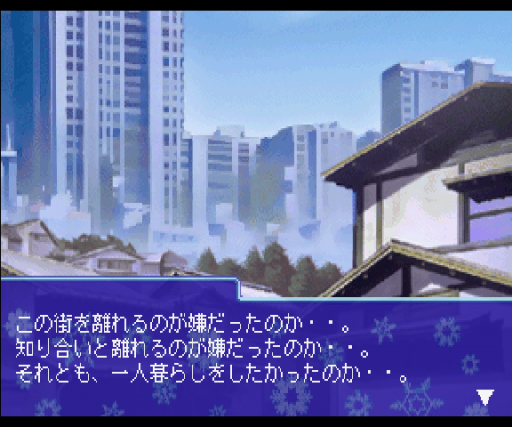 この街を離れるのが嫌だったのか・・。
知り合いと離れるのが嫌だったのか・・。
それとも、一人暮らしをしたかったのか・・。